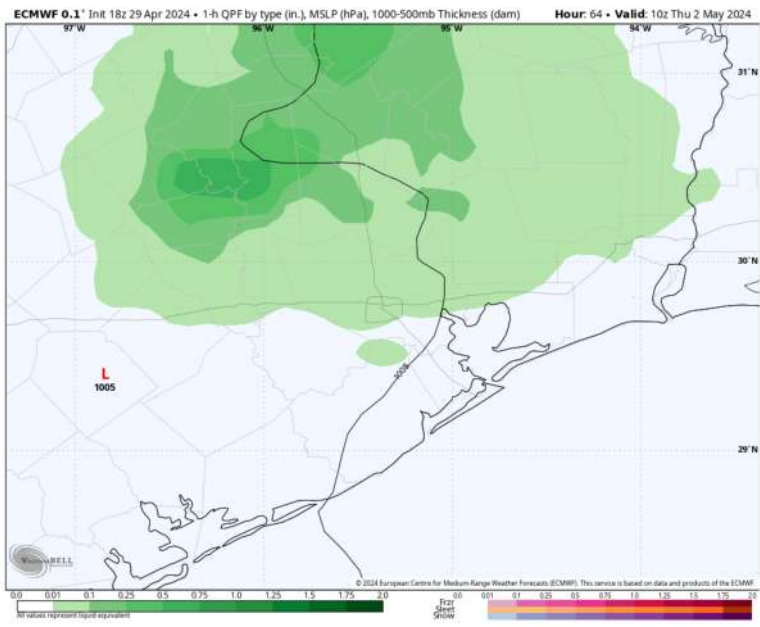 ECMWF 0.1° Init 18z 29 Apr 2024 • 1-h QPF by type (in.), MSLP (hPa), 1000-500mb Thickness (dam) Hour: 64 • Valid: 10z Thu 2 May 2024
97°W 96°W 95°W 94°W
31°N
30°N
L
1005
1008
29°N
WEATHERBELL
© 2024 European Centre for Medium-Range Weather Forecasts (ECMWF). This service is based on data and products of the ECMWF
0.0 0.01 0.1 0.25 0.5 0.75 1.0 1.25 1.5 1.75 2.0 0.0 0.01 0.1 0.25 0.5 0.75 1.0 1.25 1.5 1.75 2.0
Frzr
Sleet
Snow
All values represent liquid equivalent